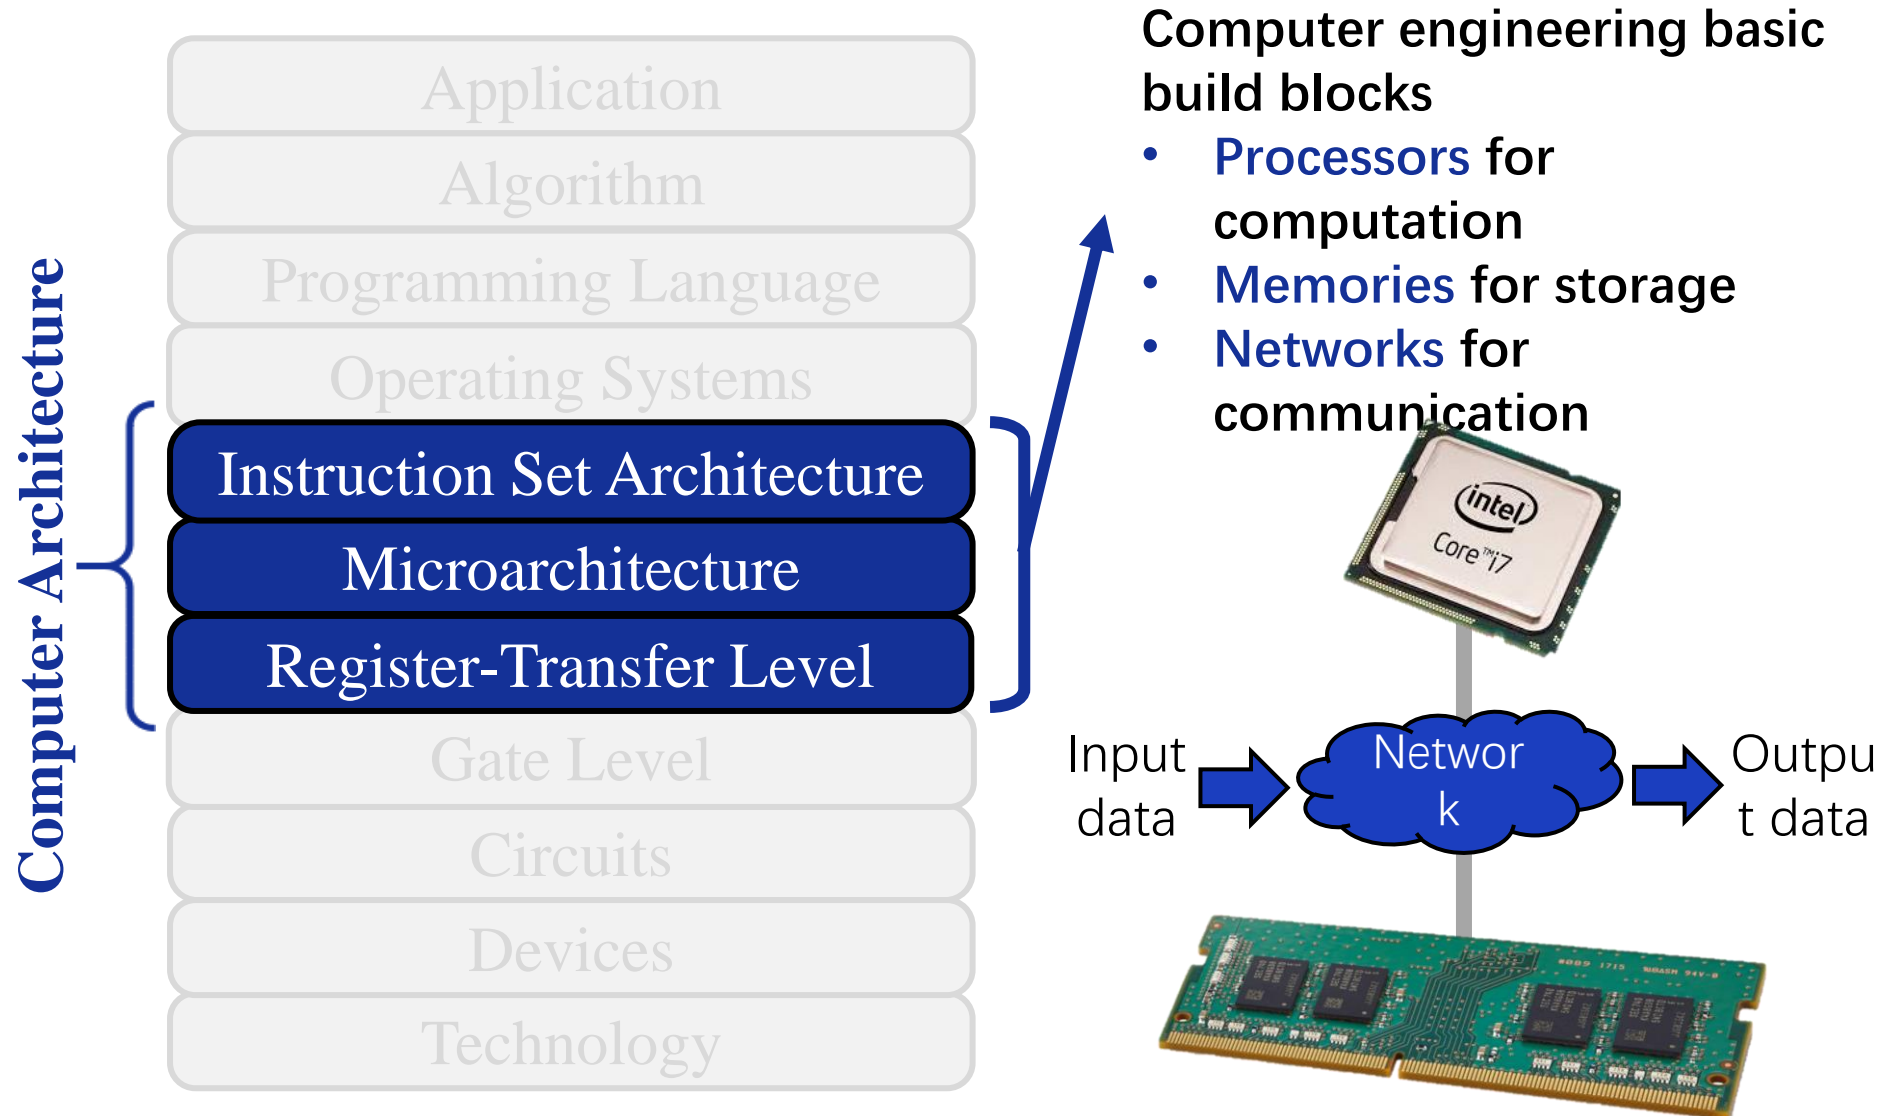 Computer Architecture
Application
Algorithm
Programming Language
Operating Systems
Instruction Set Architecture
Microarchitecture
Register-Transfer Level
Gate Level
Circuits
Devices
Technology
Computer engineering basic
build blocks
• Processors for
computation
• Memories for storage
• Networks for
communication
intel
Core™i7
Input
data
Networ
k
Outpu
t data